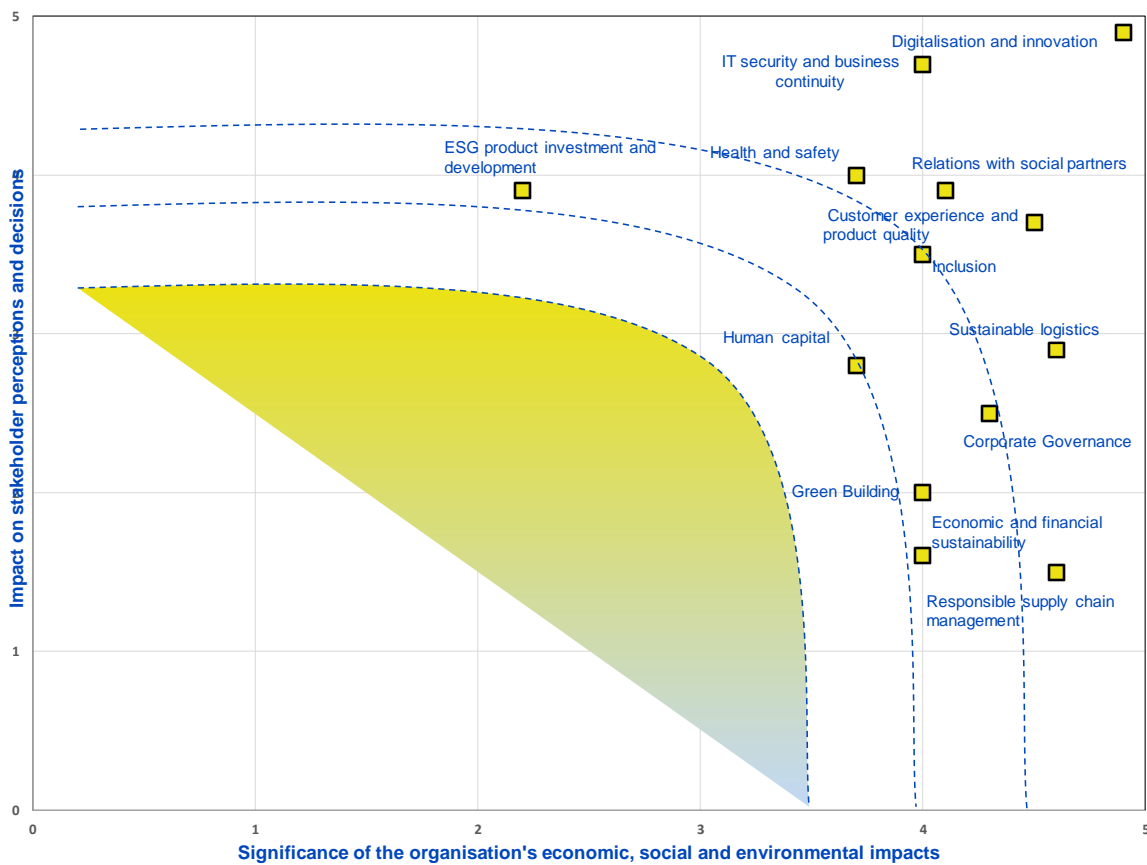 5
Digitalisation and innovation
IT security and business
continuity
ESG product investment and
development
Health and safety
Relations with social partners
Customer experience and
product quality
Inclusion
Human capital
Sustainable logistics
Corporate Governance
Green Building
Economic and financial
sustainability
Responsible supply chain
management
1
0
Impact on stakeholder perceptions and decisions
0 1 2 3 4 5
Significance of the organisation's economic, social and environmental impacts